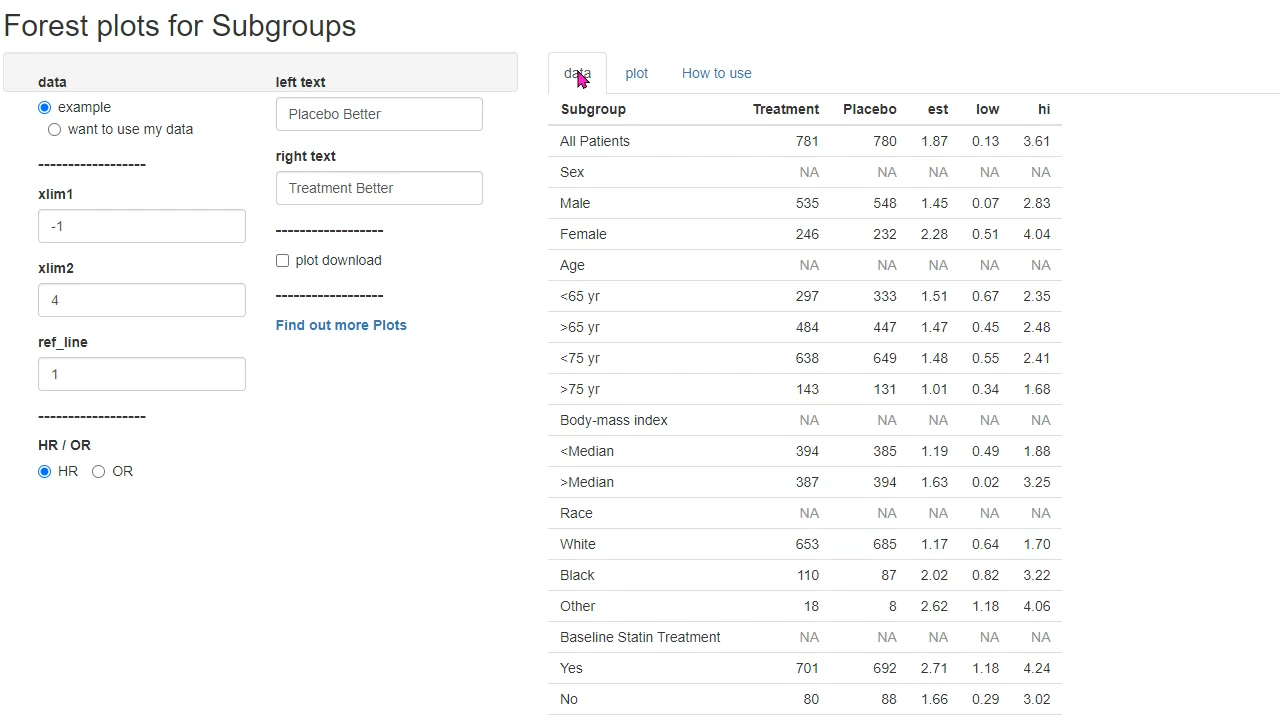 Forest plots for Subgroups
data
example
want to use my data
------------------
xlim1
-1
xlim2
4
ref_line
1
------------------
HR / OR
HR OR
left text
Placebo Better
right text
Treatment Better
------------------
plot download
------------------
Find out more Plots
data plot How to use
Subgroup Treatment Placebo est low hi
All Patients 781 780 1.87 0.13 3.61
Sex NA NA NA NA NA
Male 535 548 1.45 0.07 2.83
Female 246 232 2.28 0.51 4.04
Age NA NA NA NA NA
<65 yr 297 333 1.51 0.67 2.35
>65 yr 484 447 1.47 0.45 2.48
<75 yr 638 649 1.48 0.55 2.41
>75 yr 143 131 1.01 0.34 1.68
Body-mass index NA NA NA NA NA
<Median 394 385 1.19 0.49 1.88
>Median 387 394 1.63 0.02 3.25
Race NA NA NA NA NA
White 653 685 1.17 0.64 1.70
Black 110 87 2.02 0.82 3.22
Other 18 8 2.62 1.18 4.06
Baseline Statin Treatment NA NA NA NA NA
Yes 701 692 2.71 1.18 4.24
No 80 88 1.66 0.29 3.02